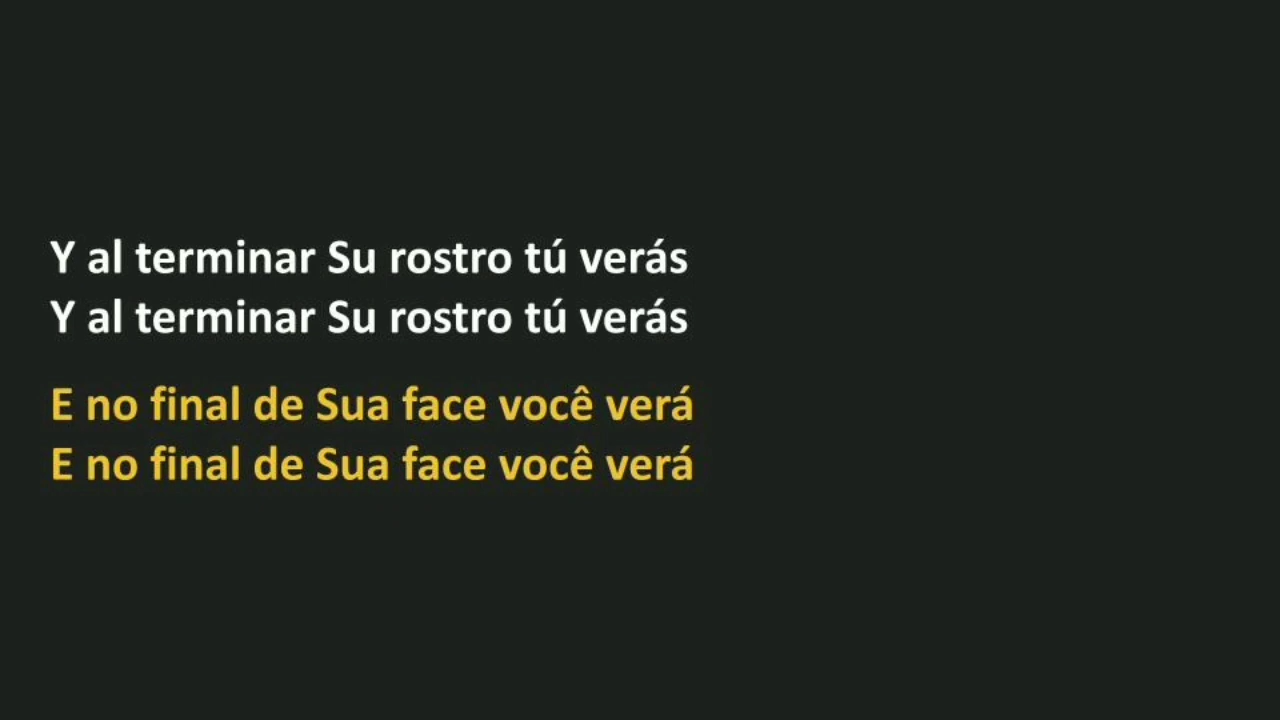 Y al terminar Su rostro tú verás
Y al terminar Su rostro tú verás
E no final de Sua face você verá
E no final de Sua face você verá